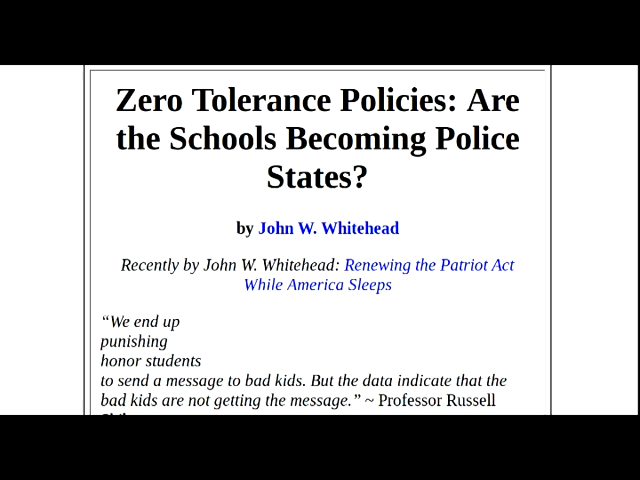 Zero Tolerance Policies: Are
the Schools Becoming Police
States?
by John W. Whitehead
Recently by John W. Whitehead: Renewing the Patriot Act
While America Sleeps
“We end up
punishing
honor students
to send a message to bad kids. But the data indicate that the
bad kids are not getting the message.” ~ Professor Russell